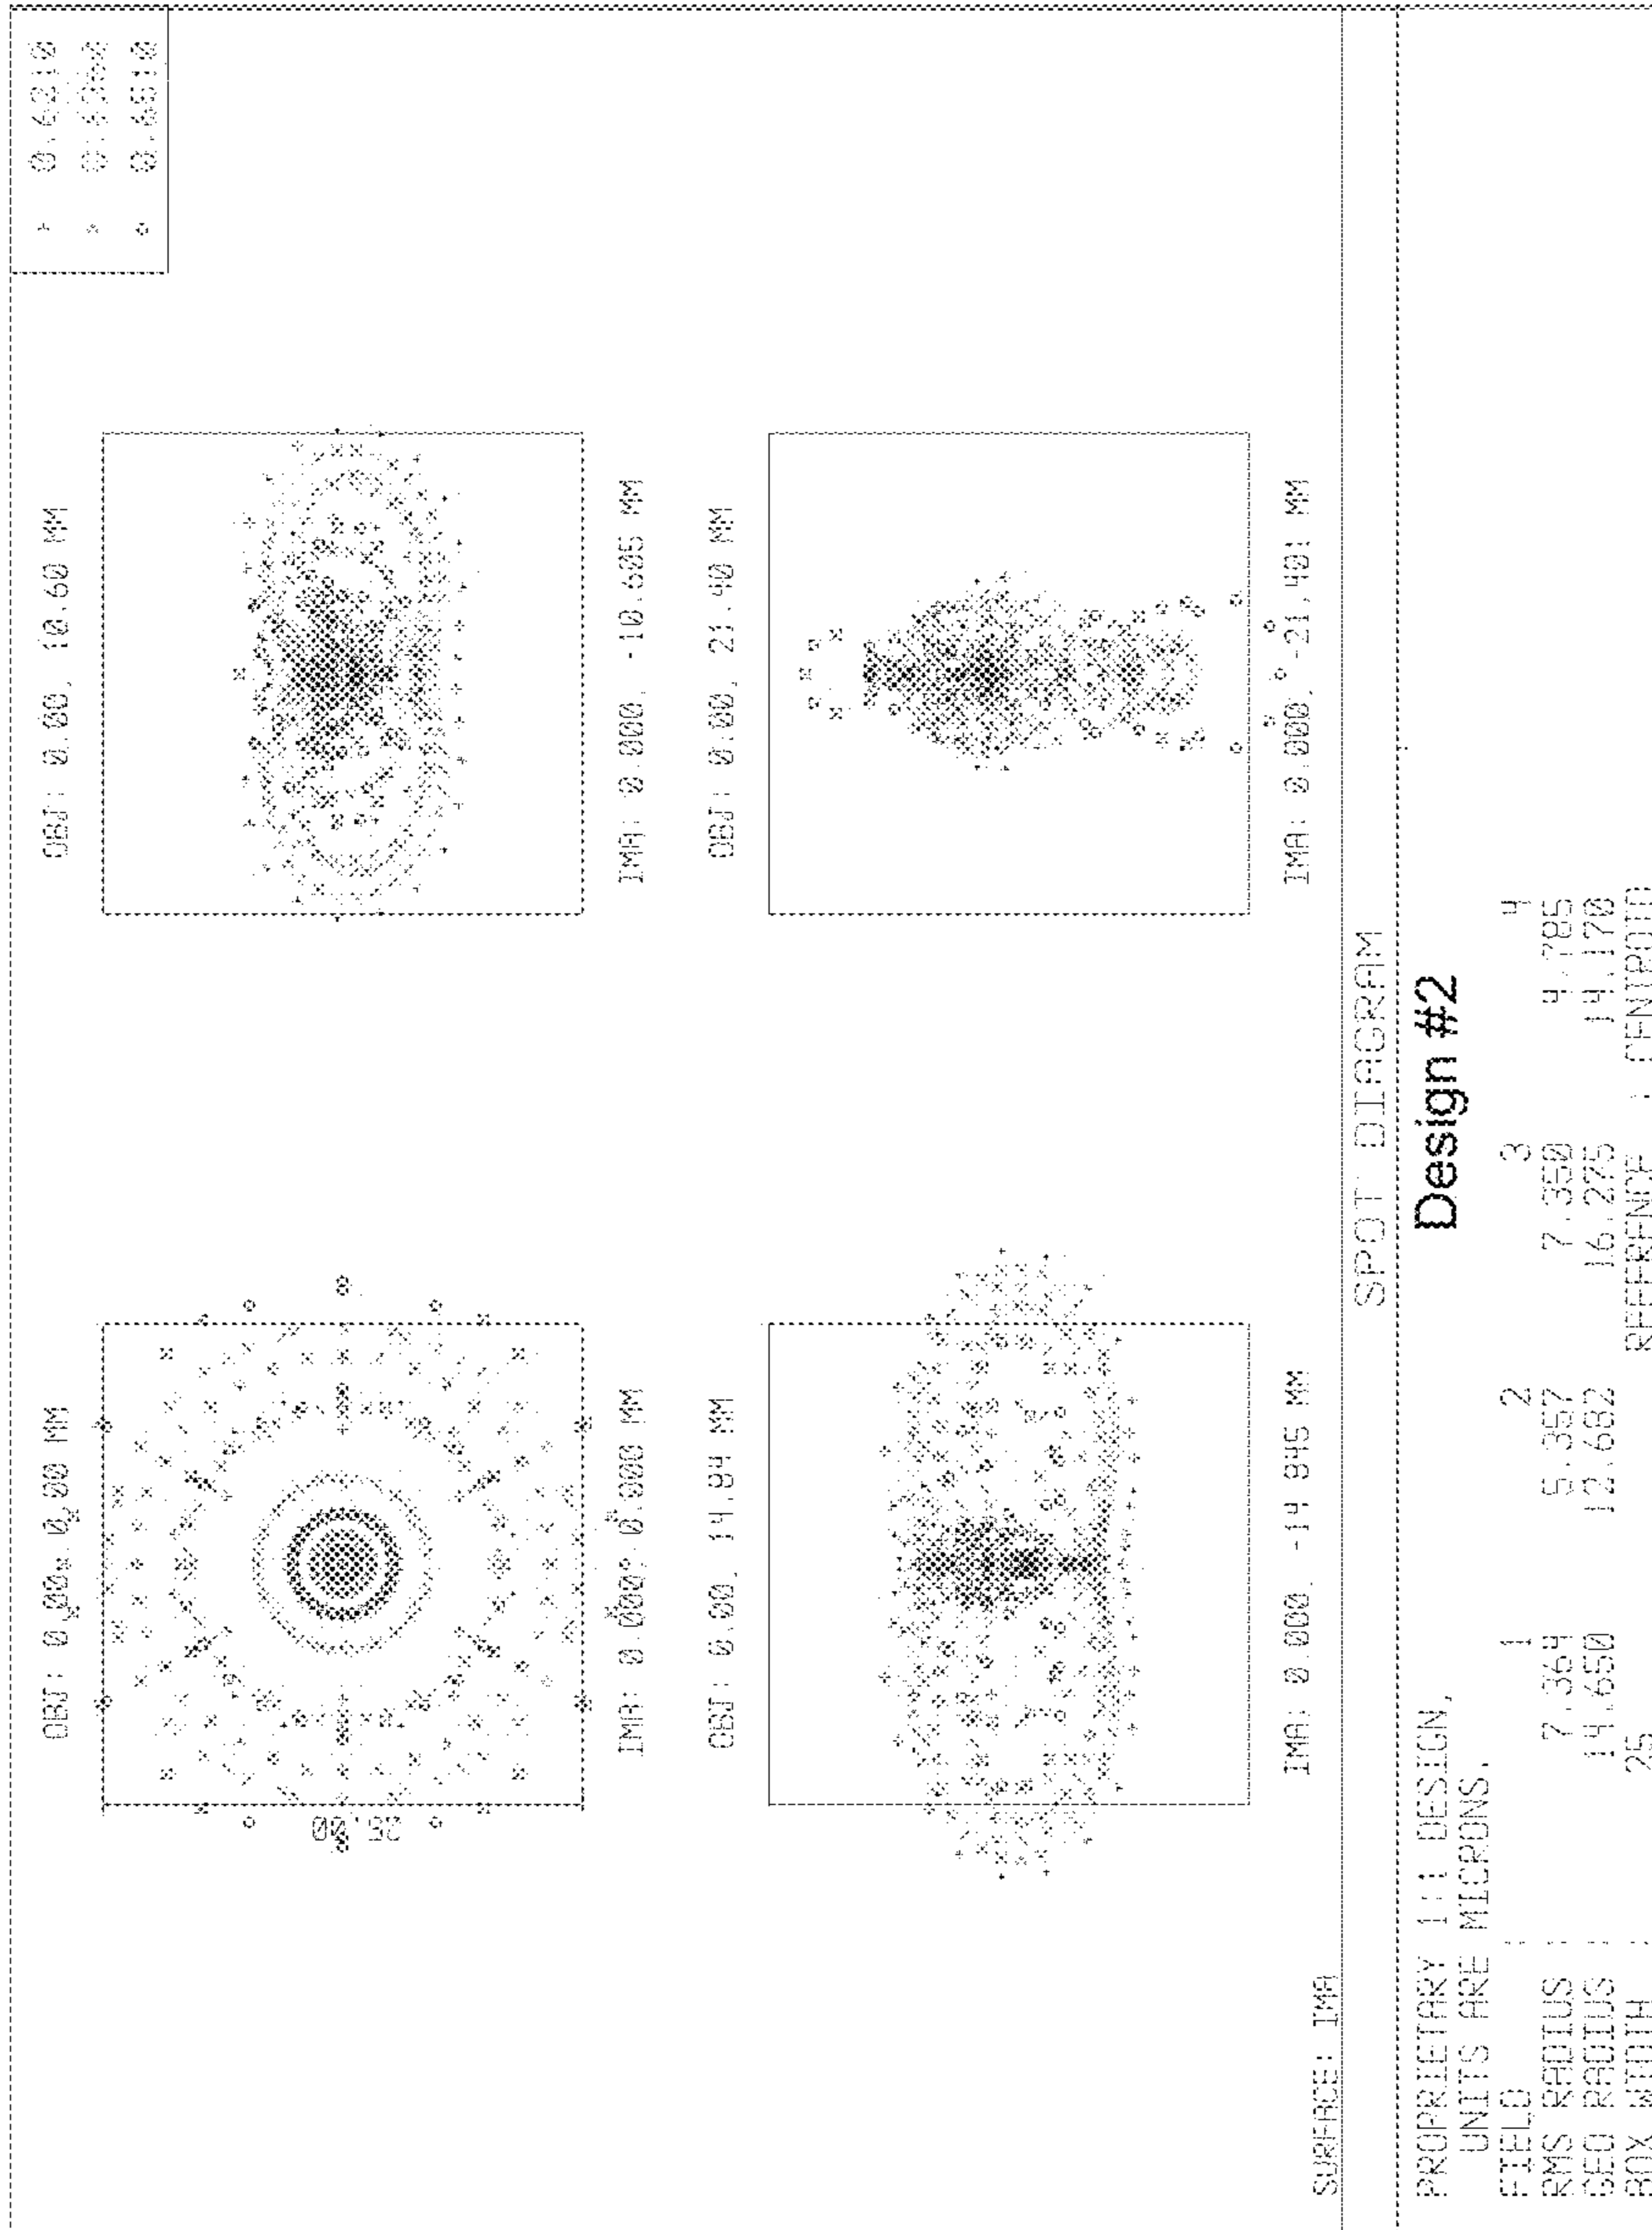 + 0.6210
0.6510
OBJ: 0.00, 0.00 MM
OBJ: 0.00, 10.60 MM
25.00
IMA: 0.000, 0.000 MM
IMA: 0.000, -10.605 MM
OBJ: 0.00, 14.84 MM
OBJ: 0.00, 21.40 MM
IMA: 0.000, -14.845 MM
IMA: 0.000, -21.401 MM
SURFACE: IMA
SPOT DIAGRAM
PROPRIETARY 1:1 DESIGN,
Design #2
UNITS ARE MICRONS.
FIELD : 1 2 3 4
RMS RADIUS : 7.364 5.357 7.350 4.785
GEO RADIUS : 14.650 12.682 16.275 14.170
BOX WIDTH : 25 REFERENCE : CENTROID